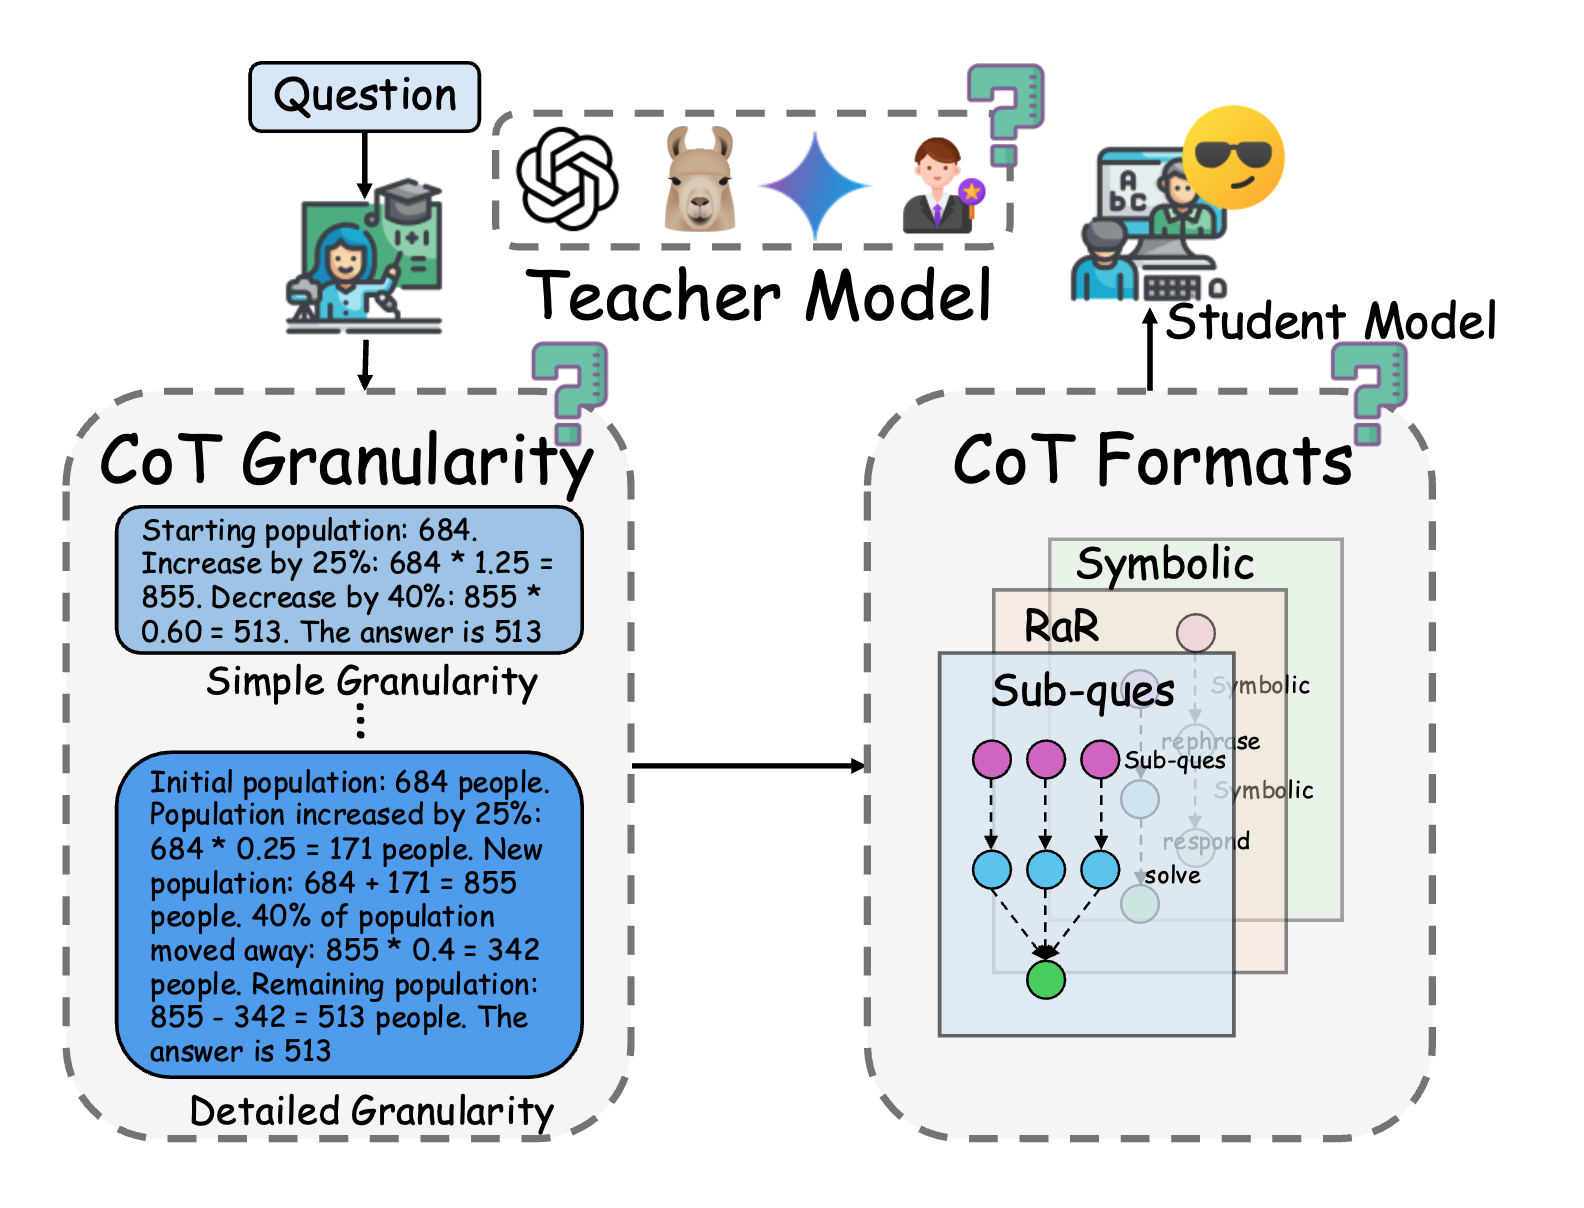 Question
1+1
=
Teacher Model
A
bc
Student Model
CoT Granularity
Starting population: 684.
Increase by 25%: 684 * 1.25 =
855. Decrease by 40%: 855 *
0.60 = 513. The answer is 513
Simple Granularity
⋮
Initial population: 684 people.
Population increased by 25%:
684 * 0.25 = 171 people. New
population: 684 + 171 = 855
people. 40% of population
moved away: 855 * 0.4 = 342
people. Remaining population:
855 - 342 = 513 people. The
answer is 513
Detailed Granularity
CoT Formats
Symbolic
RaR
Sub-ques
Symbolic
rephrase
Sub-ques
Symbolic
respond
solve